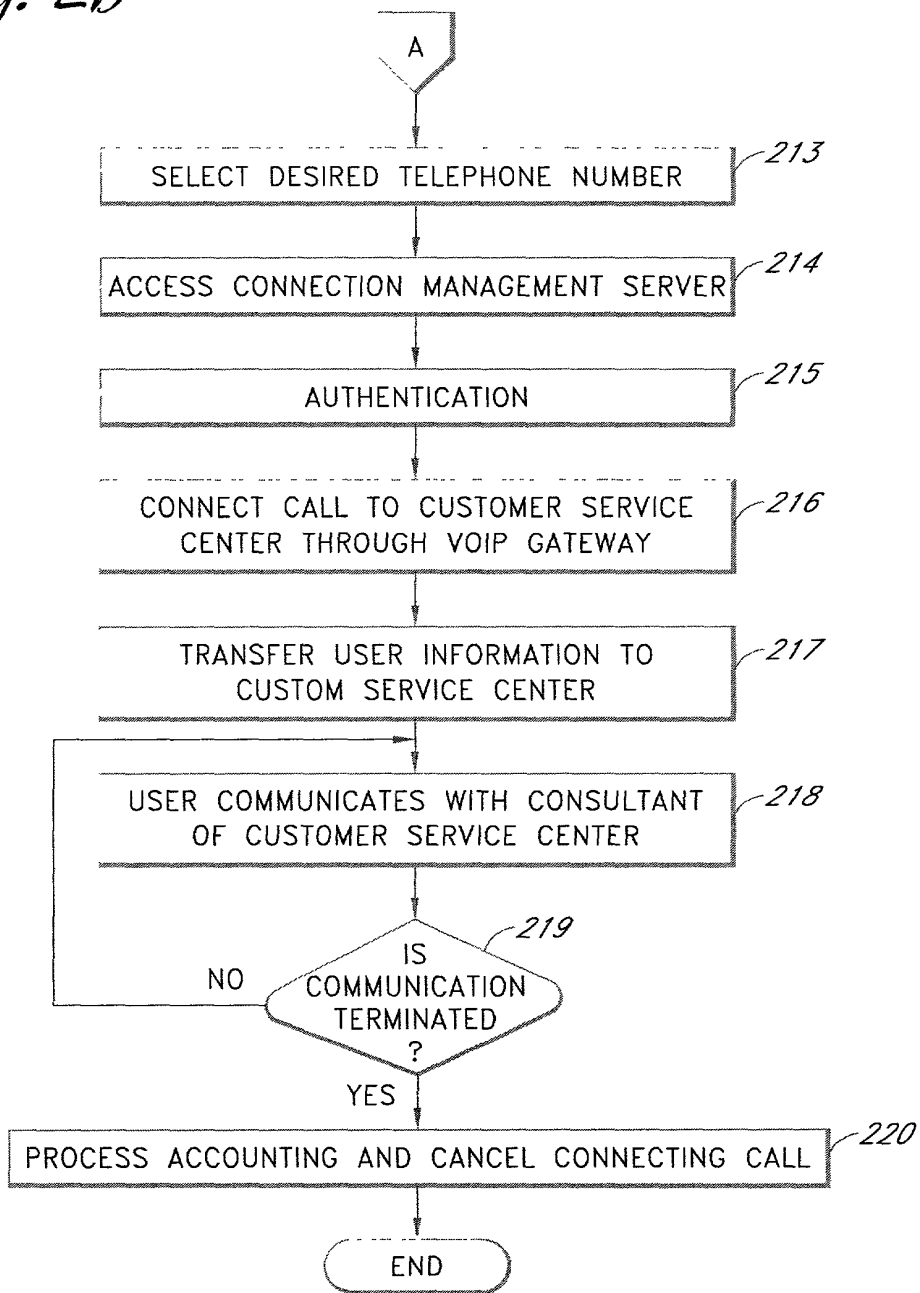 2B
A
SELECT DESIRED TELEPHONE NUMBER
213
ACCESS CONNECTION MANAGEMENT SERVER
214
AUTHENTICATION
215
CONNECT CALL TO CUSTOMER SERVICE
CENTER THROUGH VOIP GATEWAY
216
TRANSFER USER INFORMATION TO
CUSTOM SERVICE CENTER
217
USER COMMUNICATES WITH CONSULTANT
OF CUSTOMER SERVICE CENTER
218
IS
COMMUNICATION
TERMINATED
?
219
NO
YES
PROCESS ACCOUNTING AND CANCEL CONNECTING CALL
220
END